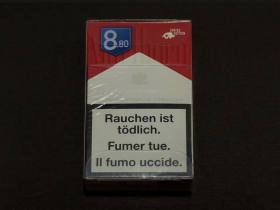 8.80
Rauchen ist
tödlich.
Fumer tue.
Il fumo uccide.